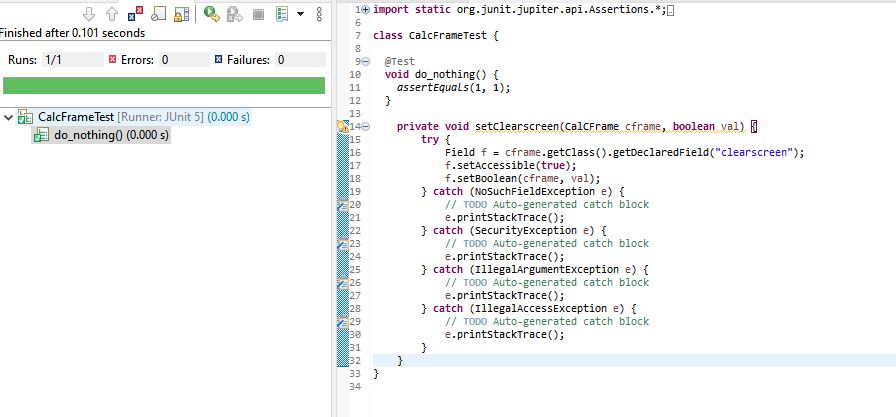 Finished after 0.101 seconds
Runs: 1/1 Errors: 0 Failures: 0
CalcFrameTest [Runner: JUnit 5] (0.000 s)
do_nothing() (0.000 s)
1 import static org.junit.jupiter.api.Assertions.*;
6
7 class CalcFrameTest {
8
9 @Test
10 void do_nothing() {
11 assertEquals(1, 1);
12 }
13
14 private void setClearscreen(CalCFrame cframe, boolean val) {
15 try {
16 Field f = cframe.getClass().getDeclaredField("clearscreen");
17 f.setAccessible(true);
18 f.setBoolean(cframe, val);
19 } catch (NoSuchFieldException e) {
20 // TODO Auto-generated catch block
21 e.printStackTrace();
22 } catch (SecurityException e) {
23 // TODO Auto-generated catch block
24 e.printStackTrace();
25 } catch (IllegalArgumentException e) {
26 // TODO Auto-generated catch block
27 e.printStackTrace();
28 } catch (IllegalAccessException e) {
29 // TODO Auto-generated catch block
30 e.printStackTrace();
31 }
32 }
33 }
34